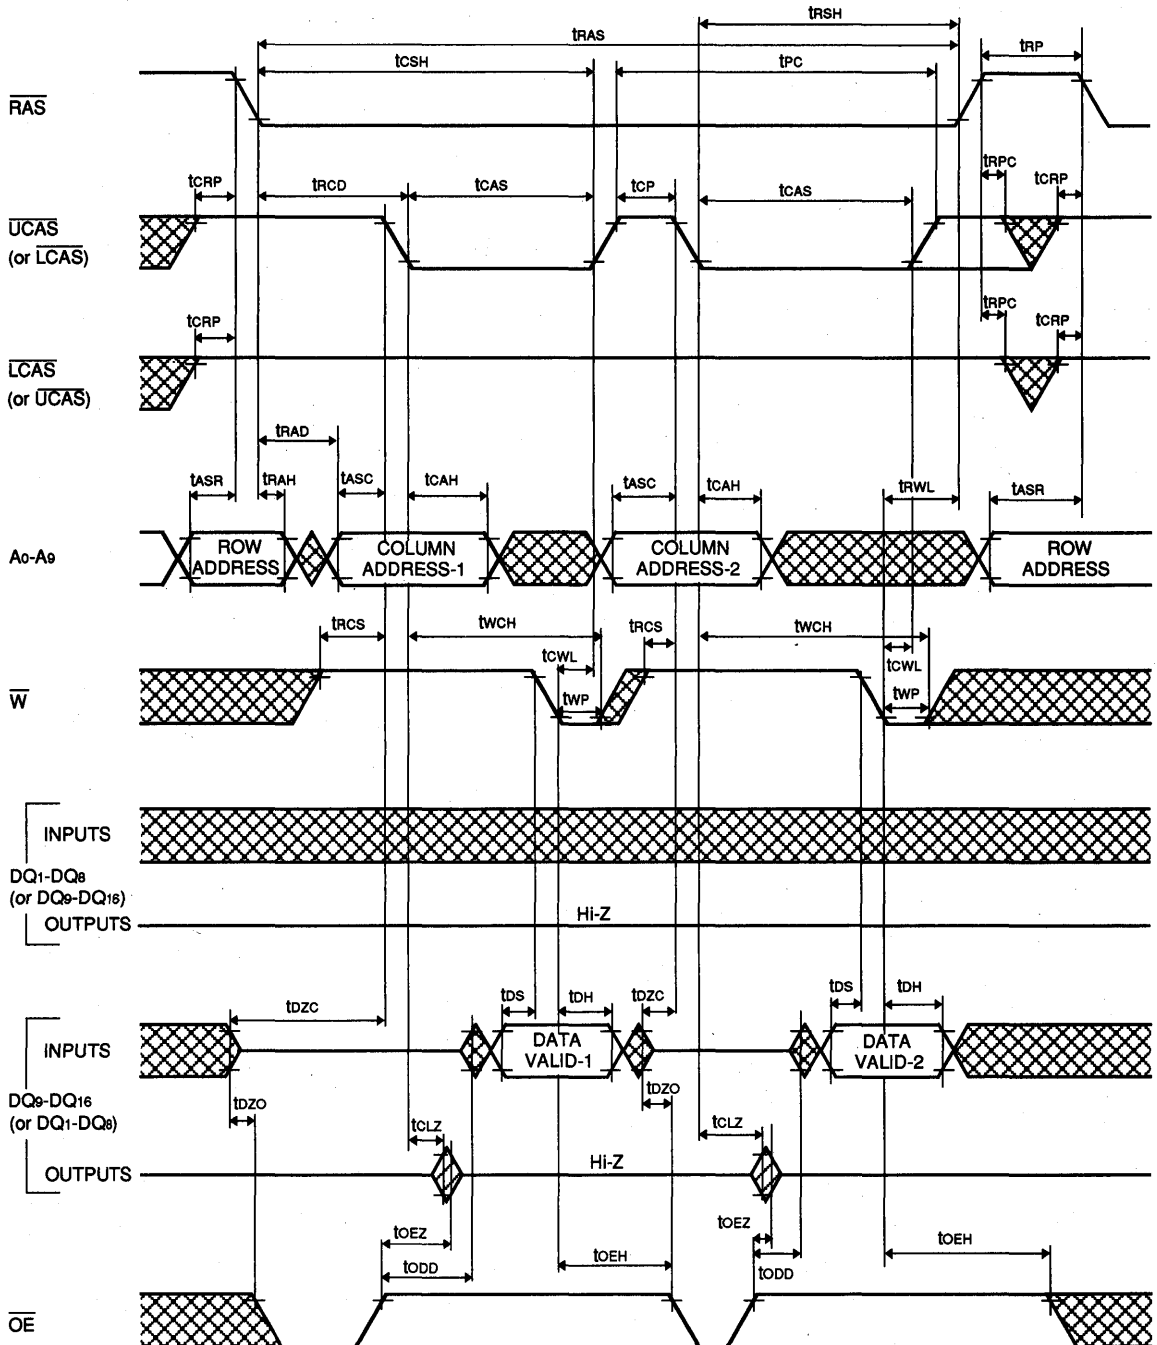 tRSH
tRAS
tRP
tCSH
tPC
RAS
tRPC
tCRP
tRCD
tCAS
tCP
tCAS
tCRP
UCAS
(or LCAS)
tRPC
tCRP
tCRP
LCAS
(or UCAS)
tRAD
tASR
tRAH
tASC
tCAH
tASC
tCAH
tRWL
tASR
A0-A9
ROW
ADDRESS
COLUMN
ADDRESS-1
COLUMN
ADDRESS-2
ROW
ADDRESS
tRCS
tWCH
tRCS
tWCH
tCWL
tCWL
tWP
tWP
W
INPUTS
DQ1-DQ8
(or DQ9-DQ16)
Hi-Z
OUTPUTS
tDS
tDH
tDZC
tDS
tDH
tDZC
INPUTS
DATA
VALID-1
DATA
VALID-2
DQ9-DQ16
(or DQ1-DQ8)
tDZO
tDZO
tCLZ
tCLZ
OUTPUTS
Hi-Z
tOEZ
tOEH
tOEZ
tOEH
tODD
tODD
OE